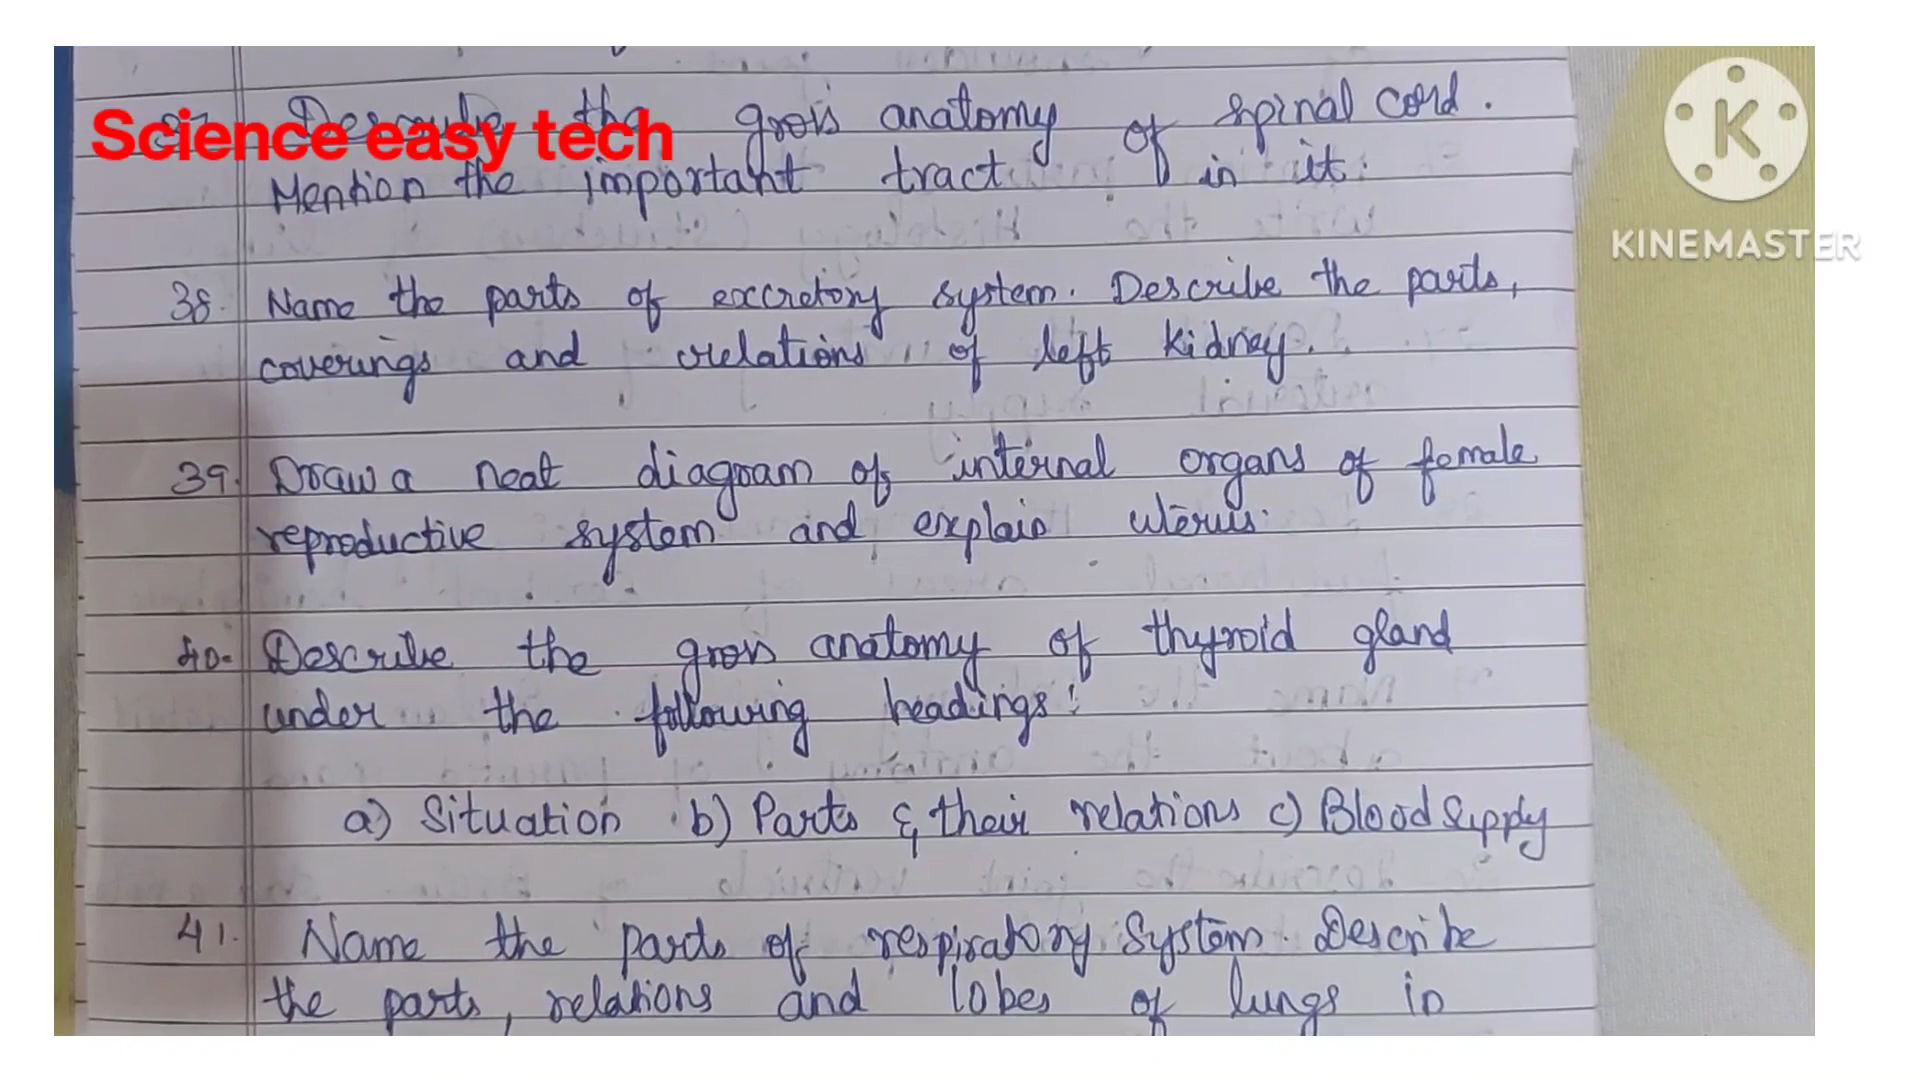 37. Describe the gross anatomy of spinal cord.
Science easy tech
Mention the important tract in it.
KINEMASTER
38. Name the parts of excretory system. Describe the parts,
coverings and relations of left kidney.
39. Draw a neat diagram of internal organs of female
reproductive system and explain uterus.
40. Describe the gross anatomy of thyroid gland
under the following headings:
a) Situation b) Parts & their relations c) Blood supply
41. Name the parts of respiratory system. Describe
the parts, relations and lobes of lungs in